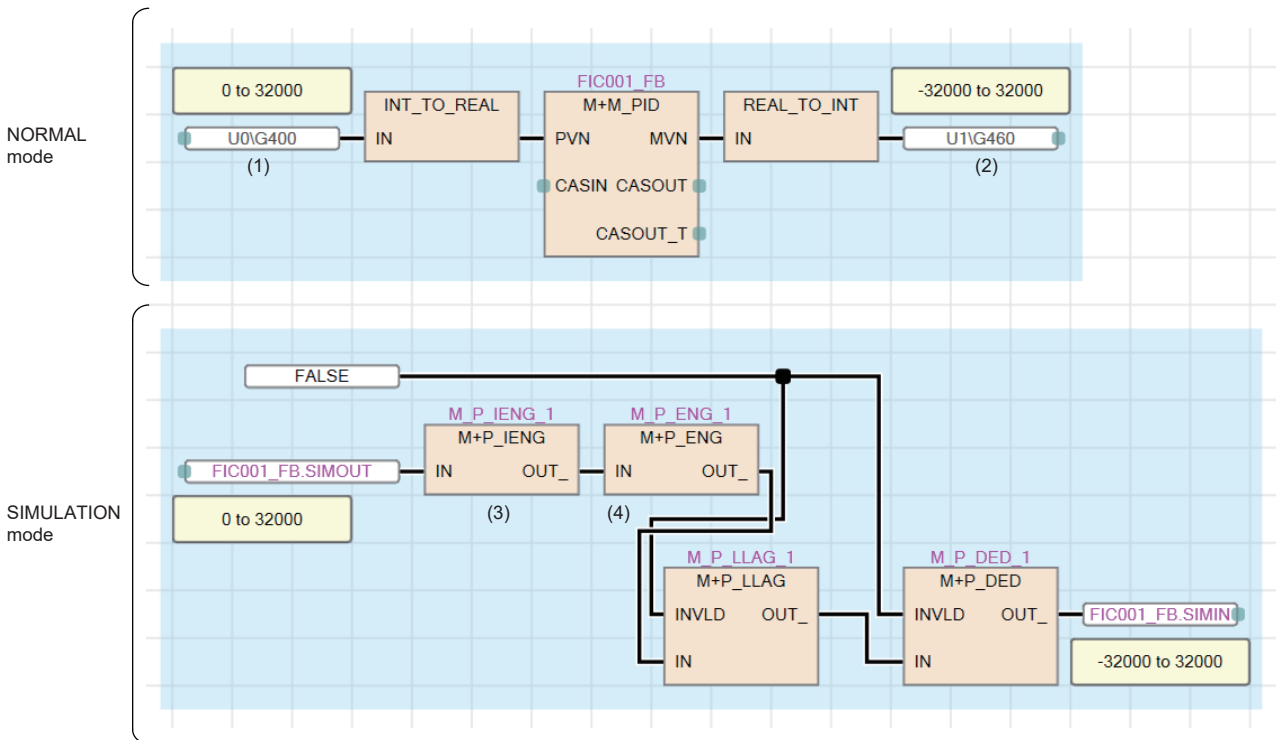 NORMAL
mode
0 to 32000
U0\G400
(1)
INT_TO_REAL
IN
FIC001_FB
M+M_PID
PVN MVN
CASIN CASOUT
CASOUT_T
REAL_TO_INT
IN
-32000 to 32000
U1\G460
(2)
SIMULATION
mode
FALSE
FIC001_FB.SIMOUT
0 to 32000
M_P_IENG_1
M+P_IENG
IN OUT_
(3)
M_P_ENG_1
M+P_ENG
IN OUT_
(4)
M_P_LLAG_1
M+P_LLAG
INVLD OUT_
IN
M_P_DED_1
M+P_DED
INVLD OUT_
IN
FIC001_FB.SIMIN
-32000 to 32000